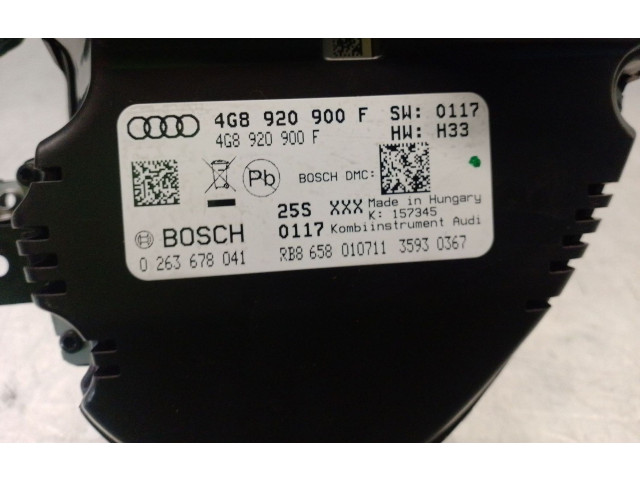 4G8 920 900 F SW: 0117
4G8 920 900 F HW: H33
Pb BOSCH DMC:
25S XXX Made in Hungary
K: 157345
BOSCH 0117 Kombiinstrument Audi
0 263 678 041 RB8 658 010711 3593 0367